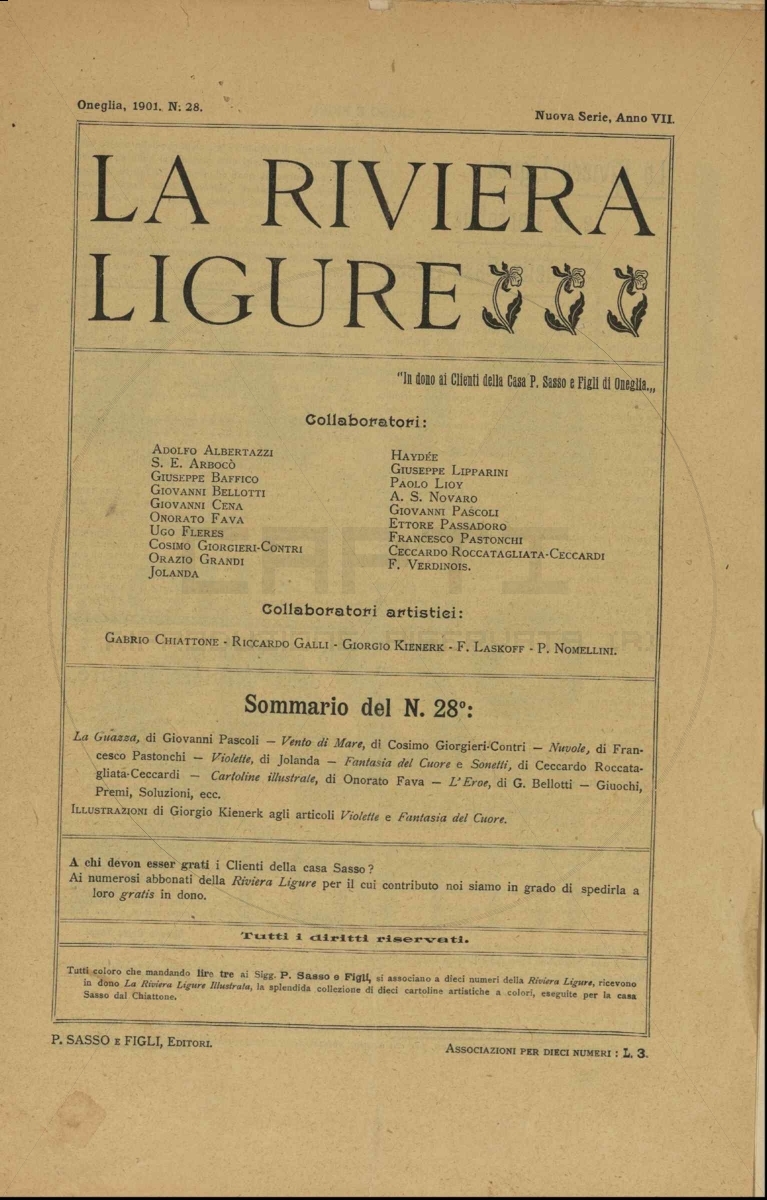 Oneglia, 1901. N. 28.
Nuova Serie, Anno VII.
LA RIVIERA
LIGURE
"In dono ai Clienti della Casa P. Sasso e Figli di Oneglia.„
Collaboratori:
Adolfo Albertazzi
S. E. Arbocò
Giuseppe Baffico
Giovanni Bellotti
Giovanni Cena
Onorato Fava
Ugo Fleres
Cosimo Giorgieri-Contri
Orazio Grandi
Jolanda
Haydée
Giuseppe Lipparini
Paolo Lioy
A. S. Novaro
Giovanni Pascoli
Ettore Passadoro
Francesco Pastonchi
Ceccardo Roccatagliata-Ceccardi
F. Verdinois.
Collaboratori artistici:
Gabrio Chiattone - Riccardo Galli - Giorgio Kienerk - F. Laskoff - P. Nomellini.
Sommario del N. 28º:
La Guazza, di Giovanni Pascoli — Vento di Mare, di Cosimo Giorgieri-Contri — Nuvole, di Fran-
cesco Pastonchi — Violette, di Jolanda — Fantasia del Cuore e Sonetti, di Ceccardo Roccata-
gliata-Ceccardi — Cartoline illustrate, di Onorato Fava — L'Eroe, di G. Bellotti — Giuochi,
Premi, Soluzioni, ecc.
Illustrazioni di Giorgio Kienerk agli articoli Violette e Fantasia del Cuore.
A chi devon esser grati i Clienti della casa Sasso?
Ai numerosi abbonati della Riviera Ligure per il cui contributo noi siamo in grado di spedirla a
loro gratis in dono.
Tutti i diritti riservati.
Tutti coloro che mandando lire tre ai Sigg. P. Sasso e Figli, si associano a dieci numeri della Riviera Ligure, ricevono
in dono La Riviera Ligure Illustrata, la splendida collezione di dieci cartoline artistiche a colori, eseguite per la casa
Sasso dal Chiattone.
P. SASSO e FIGLI, Editori.
Associazioni per dieci numeri: L. 3.